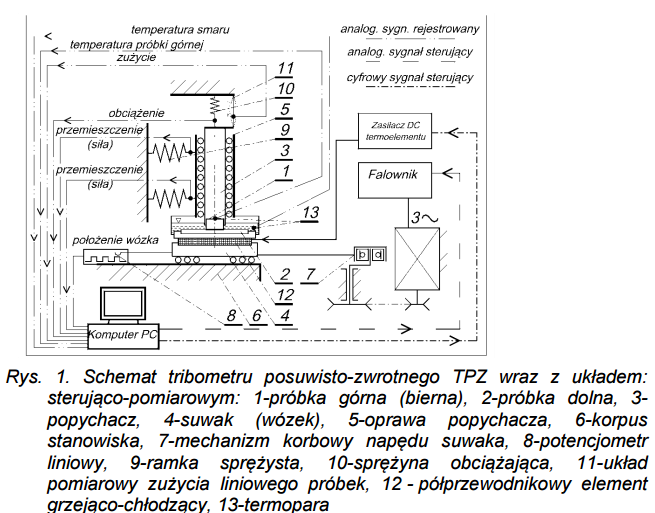 temperatura smaru
temperatura próbki górnej
zużycie
analog. sygn. rejestrowany
analog. sygnał sterujący
cyfrowy sygnał sterujący
11
10
obciążenie
5
przemieszczenie
(siła)
9
Zasilacz DC
termoelementu
3
przemieszczenie
(siła)
1
Falownik
13
3~
położenie wózka
2
7
12
8
6
4
Komputer PC
Rys. 1. Schemat tribometru posuwisto-zwrotnego TPZ wraz z układem:
sterująco-pomiarowym: 1-próbka górna (bierna), 2-próbka dolna, 3-
popychacz, 4-suwak (wózek), 5-oprawa popychacza, 6-korpus
stanowiska, 7-mechanizm korbowy napędu suwaka, 8-potencjometr
liniowy, 9-ramka sprężysta, 10-sprężyna obciążająca, 11-układ
pomiarowy zużycia liniowego próbek, 12 - półprzewodnikowy element
grzejąco-chłodzący, 13-termopara